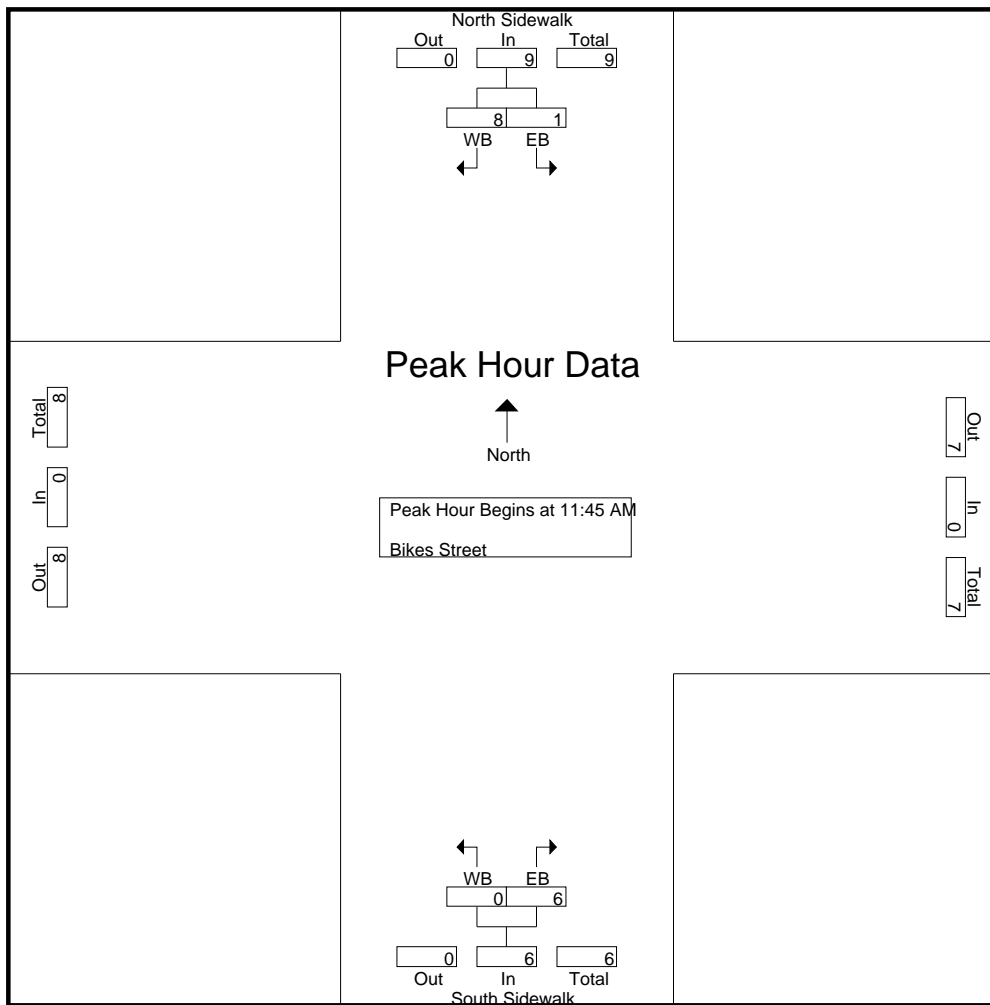 North Sidewalk
Out In Total
0 9 9
8 1
WB EB
Peak Hour Data
North
Peak Hour Begins at 11:45 AM
Bikes Street
Total 8
In 0
Out 8
Out 7
In 0
Total 7
WB EB
0 6
0 6 6
Out In Total
South Sidewalk